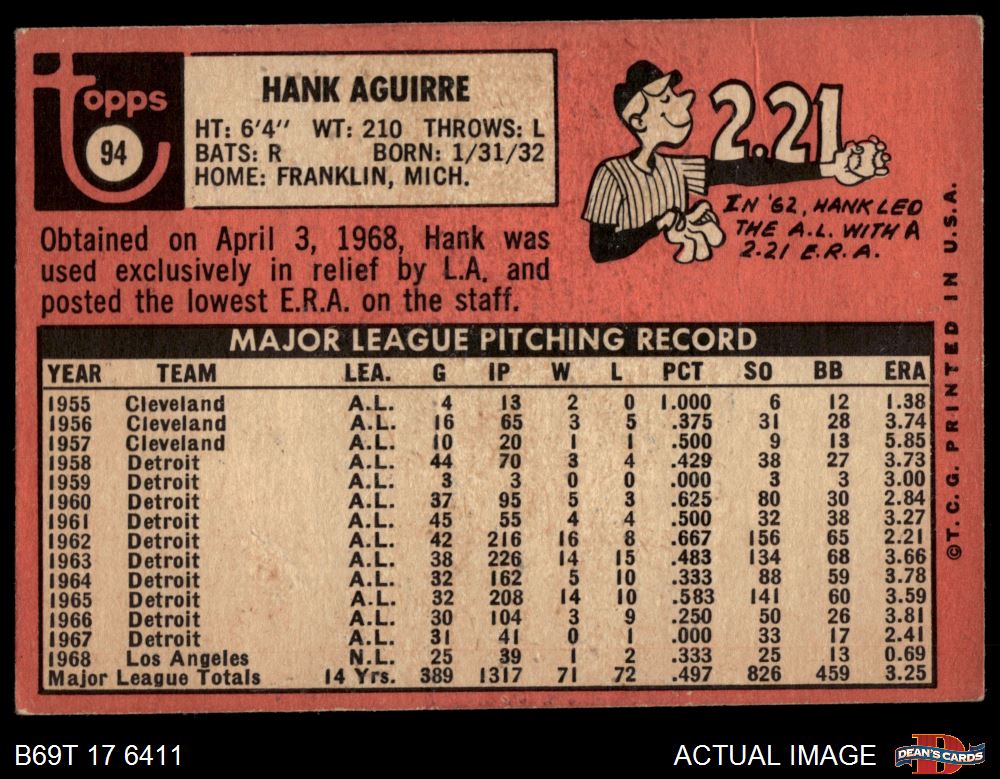 topps
94
HANK AGUIRRE
HT: 6'4" WT: 210 THROWS: L
BATS: R BORN: 1/31/32
HOME: FRANKLIN, MICH.
2.21
IN '62, HANK LED
THE A.L. WITH A
2.21 E.R.A.
Obtained on April 3, 1968, Hank was
used exclusively in relief by L.A. and
posted the lowest E.R.A. on the staff.
MAJOR LEAGUE PITCHING RECORD
YEAR TEAM LEA. G IP W L PCT SO BB ERA
1955 Cleveland A.L. 4 13 2 0 1.000 6 12 1.38
1956 Cleveland A.L. 16 65 3 5 .375 31 28 3.74
1957 Cleveland A.L. 10 20 1 1 .500 9 13 5.85
1958 Detroit A.L. 44 70 3 4 .429 38 27 3.73
1959 Detroit A.L. 3 3 0 0 .000 3 3 3.00
1960 Detroit A.L. 37 95 5 3 .625 80 30 2.84
1961 Detroit A.L. 45 55 4 4 .500 32 38 3.27
1962 Detroit A.L. 42 216 16 8 .667 156 65 2.21
1963 Detroit A.L. 38 226 14 15 .483 134 68 3.66
1964 Detroit A.L. 32 162 5 10 .333 88 59 3.78
1965 Detroit A.L. 32 208 14 10 .583 141 60 3.59
1966 Detroit A.L. 30 104 3 9 .250 50 26 3.81
1967 Detroit A.L. 31 41 0 1 .000 33 17 2.41
1968 Los Angeles N.L. 25 39 1 2 .333 25 13 0.69
Major League Totals 14 Yrs. 389 1317 71 72 .497 826 459 3.25
©T.C.G. PRINTED IN U.S.A.
B69T 17 6411
ACTUAL IMAGE
DEAN'S CARDS